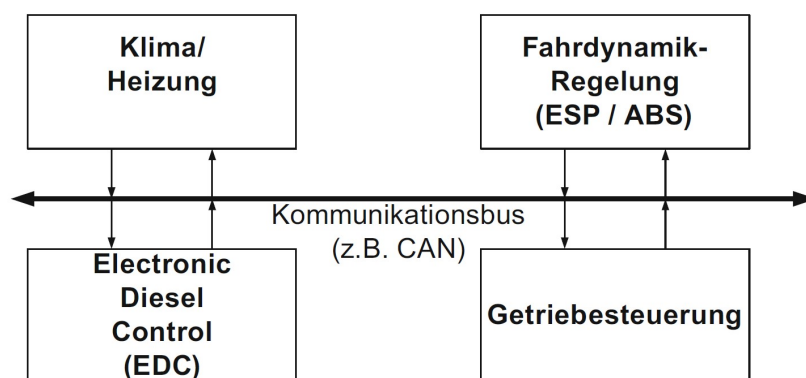 Klima/
Heizung
Fahrdynamik-
Regelung
(ESP / ABS)
Kommunikationsbus
(z.B. CAN)
Electronic
Diesel
Control
(EDC)
Getriebesteuerung